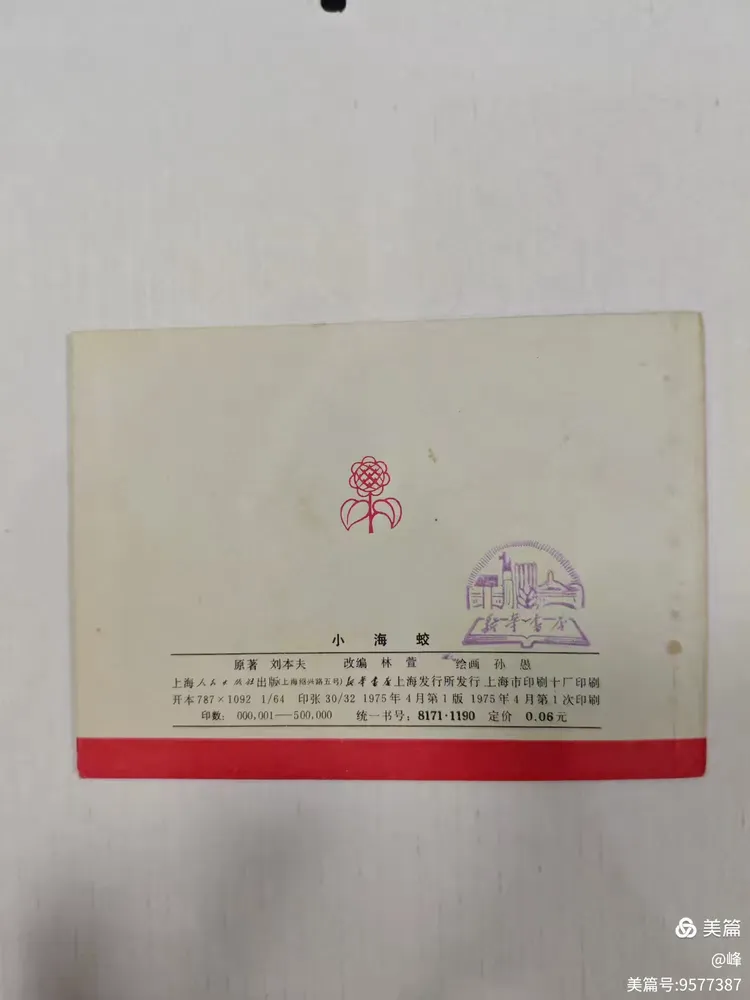 小海蛟
原著 刘本夫 改编 林萱 绘画 孙愚
上海人民出版社出版(上海绍兴路五号)新华书店上海发行所发行 上海市印刷十厂印刷
开本787×1092 1/64 印张30/32 1975年4月第1版 1975年4月第1次印刷
印数: 000,001—500,000 统一书号: 8171·1190 定价 0.06元
美篇
@峰
美篇号:9577387